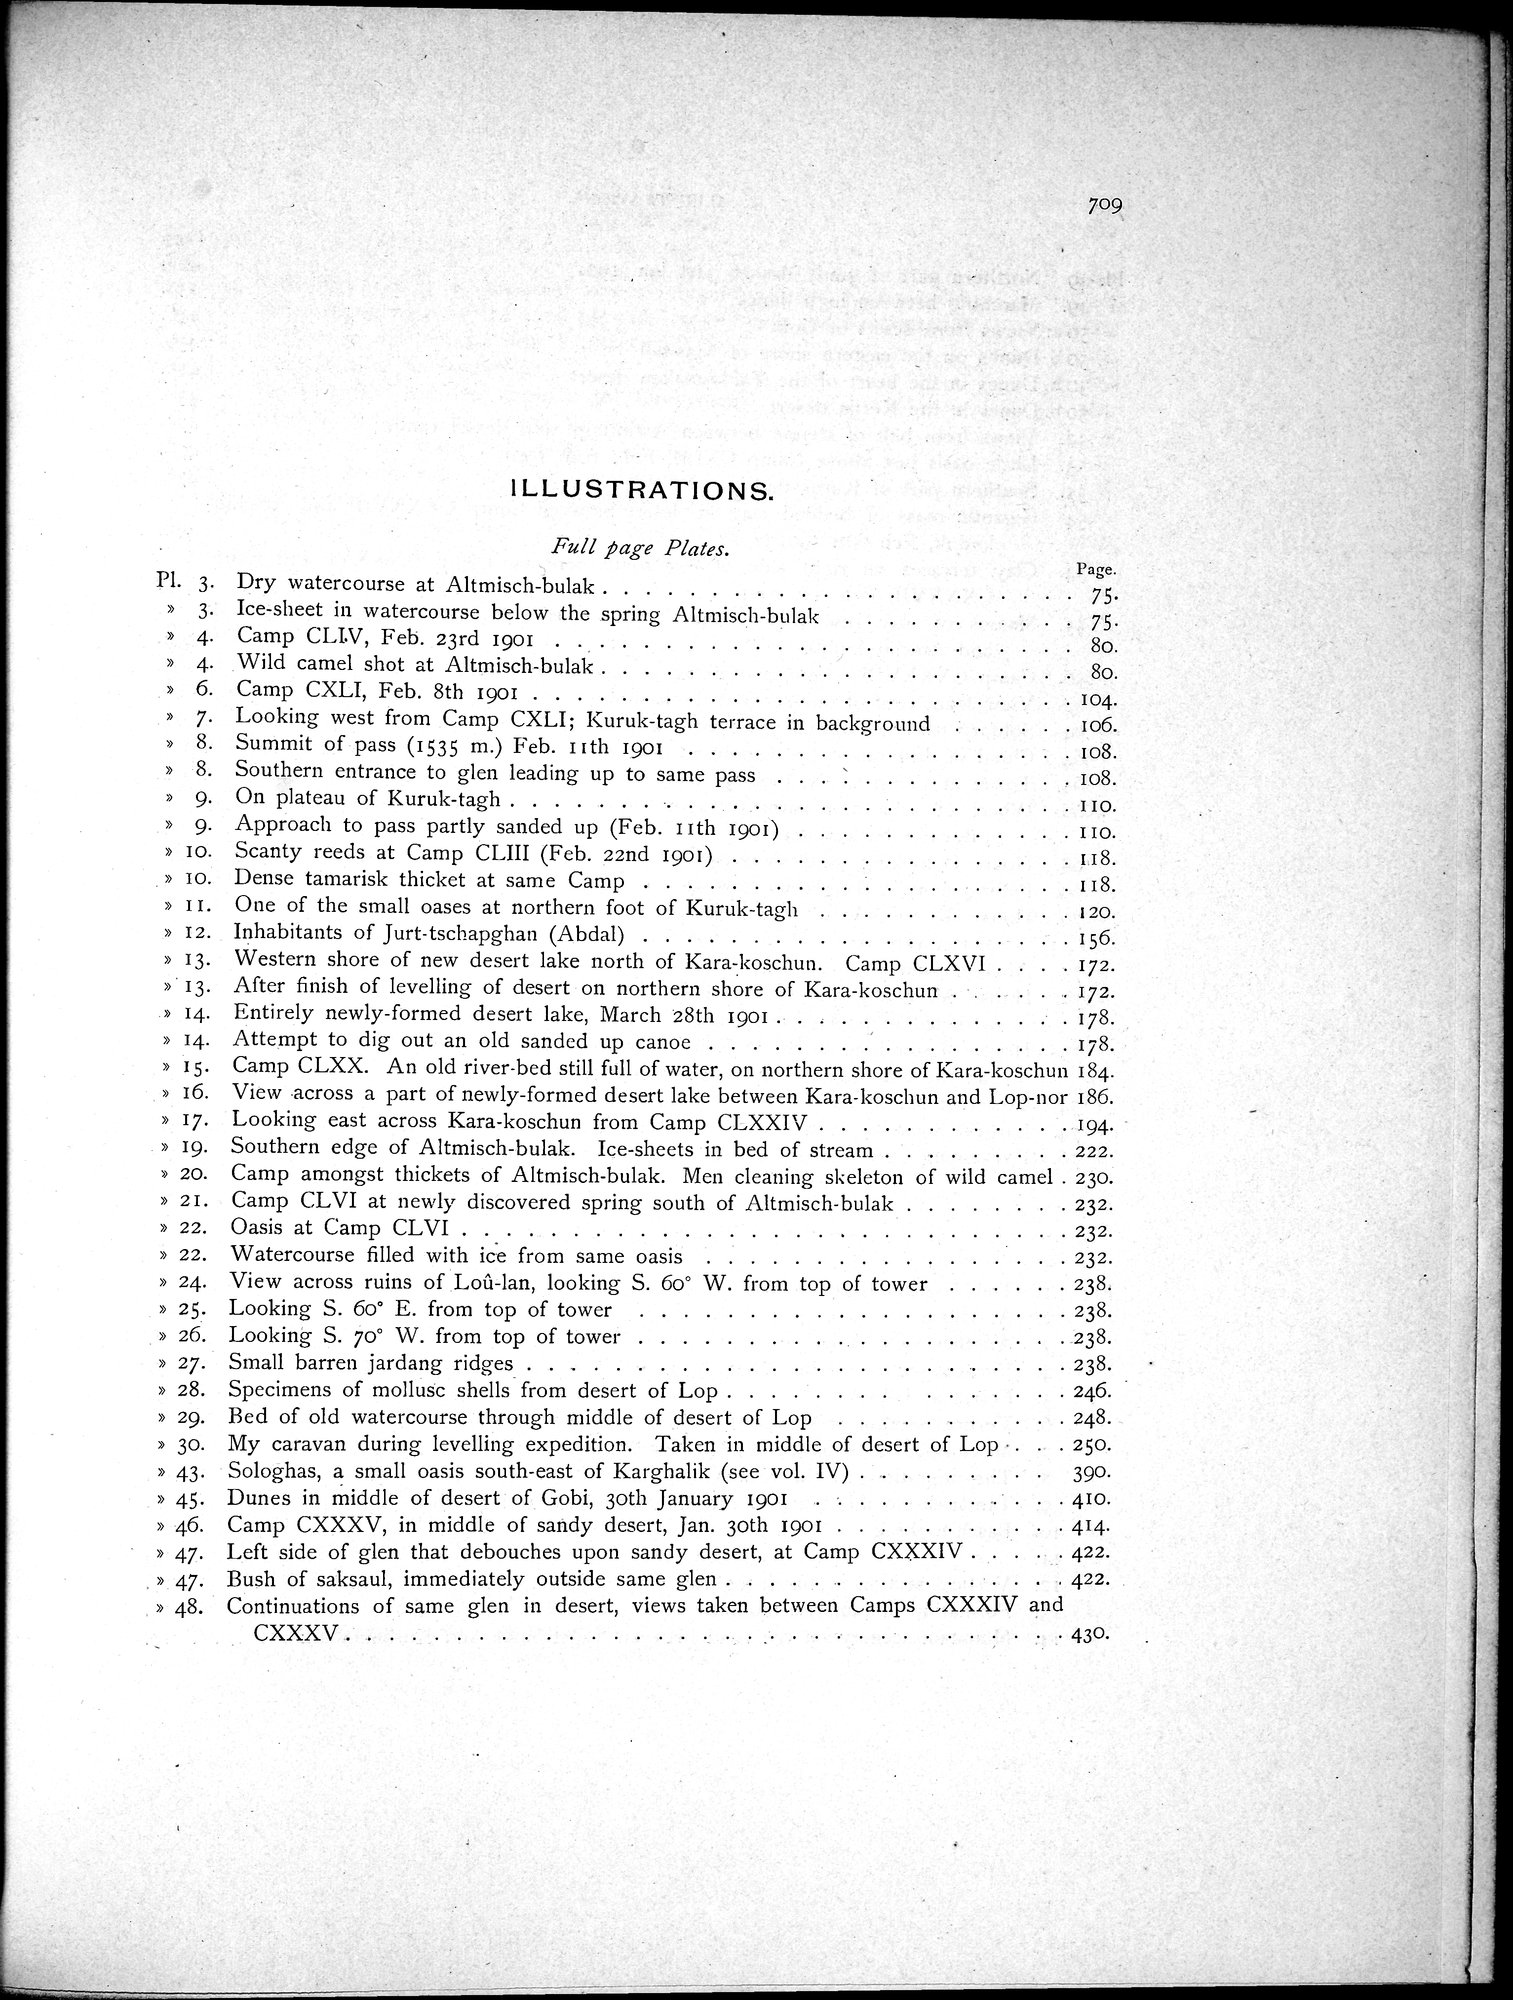 709
ILLUSTRATIONS.
Full page Plates.
Page.
Pl. 3. Dry watercourse at Altmisch-bulak . . . . . . . . . . . . . . . . . . . . . . 75.
» 3. Ice-sheet in watercourse below the spring Altmisch-bulak . . . . . . . . . . . 75.
» 4. Camp CLIV, Feb. 23rd 1901 . . . . . . . . . . . . . . . . . . . . . . . . 80.
» 4. Wild camel shot at Altmisch-bulak . . . . . . . . . . . . . . . . . . . . . . 80.
» 6. Camp CXLI, Feb. 8th 1901 . . . . . . . . . . . . . . . . . . . . . . . . . 104.
» 7. Looking west from Camp CXLI; Kuruk-tagh terrace in background . . . . . . 106.
» 8. Summit of pass (1535 m.) Feb. 11th 1901 . . . . . . . . . . . . . . . . . . 108.
» 8. Southern entrance to glen leading up to same pass . . . . . . . . . . . . . . 108.
» 9. On plateau of Kuruk-tagh . . . . . . . . . . . . . . . . . . . . . . . . . . 110.
» 9. Approach to pass partly sanded up (Feb. 11th 1901) . . . . . . . . . . . . . 110.
» 10. Scanty reeds at Camp CLIII (Feb. 22nd 1901) . . . . . . . . . . . . . . . . 118.
» 10. Dense tamarisk thicket at same Camp . . . . . . . . . . . . . . . . . . . . 118.
» 11. One of the small oases at northern foot of Kuruk-tagh . . . . . . . . . . . . 120.
» 12. Inhabitants of Jurt-tschapghan (Abdal) . . . . . . . . . . . . . . . . . . . . 156.
» 13. Western shore of new desert lake north of Kara-koschun. Camp CLXVI . . . . 172.
» 13. After finish of levelling of desert on northern shore of Kara-koschun . . . . . . 172.
» 14. Entirely newly-formed desert lake, March 28th 1901 . . . . . . . . . . . . . . 178.
» 14. Attempt to dig out an old sanded up canoe . . . . . . . . . . . . . . . . . 178.
» 15. Camp CLXX. An old river-bed still full of water, on northern shore of Kara-koschun 184.
» 16. View across a part of newly-formed desert lake between Kara-koschun and Lop-nor 186.
» 17. Looking east across Kara-koschun from Camp CLXXIV . . . . . . . . . . . . 194.
» 19. Southern edge of Altmisch-bulak. Ice-sheets in bed of stream . . . . . . . . . 222.
» 20. Camp amongst thickets of Altmisch-bulak. Men cleaning skeleton of wild camel . 230.
» 21. Camp CLVI at newly discovered spring south of Altmisch-bulak . . . . . . . . 232.
» 22. Oasis at Camp CLVI . . . . . . . . . . . . . . . . . . . . . . . . . . . . 232.
» 22. Watercourse filled with ice from same oasis . . . . . . . . . . . . . . . . . 232.
» 24. View across ruins of Loû-lan, looking S. 60° W. from top of tower . . . . . . 238.
» 25. Looking S. 60° E. from top of tower . . . . . . . . . . . . . . . . . . . . 238.
» 26. Looking S. 70° W. from top of tower . . . . . . . . . . . . . . . . . . . . 238.
» 27. Small barren jardang ridges . . . . . . . . . . . . . . . . . . . . . . . . . 238.
» 28. Specimens of mollusc shells from desert of Lop . . . . . . . . . . . . . . . . 246.
» 29. Bed of old watercourse through middle of desert of Lop . . . . . . . . . . . 248.
» 30. My caravan during levelling expedition. Taken in middle of desert of Lop . . . 250.
» 43. Sologhas, a small oasis south-east of Karghalik (see vol. IV) . . . . . . . . . 390.
» 45. Dunes in middle of desert of Gobi, 30th January 1901 . . . . . . . . . . . . 410.
» 46. Camp CXXXV, in middle of sandy desert, Jan. 30th 1901 . . . . . . . . . . . 414.
» 47. Left side of glen that debouches upon sandy desert, at Camp CXXXIV . . . . . 422.
» 47. Bush of saksaul, immediately outside same glen . . . . . . . . . . . . . . . . 422.
» 48. Continuations of same glen in desert, views taken between Camps CXXXIV and
CXXXV . . . . . . . . . . . . . . . . . . . . . . . . . . . . . . . . . 430.